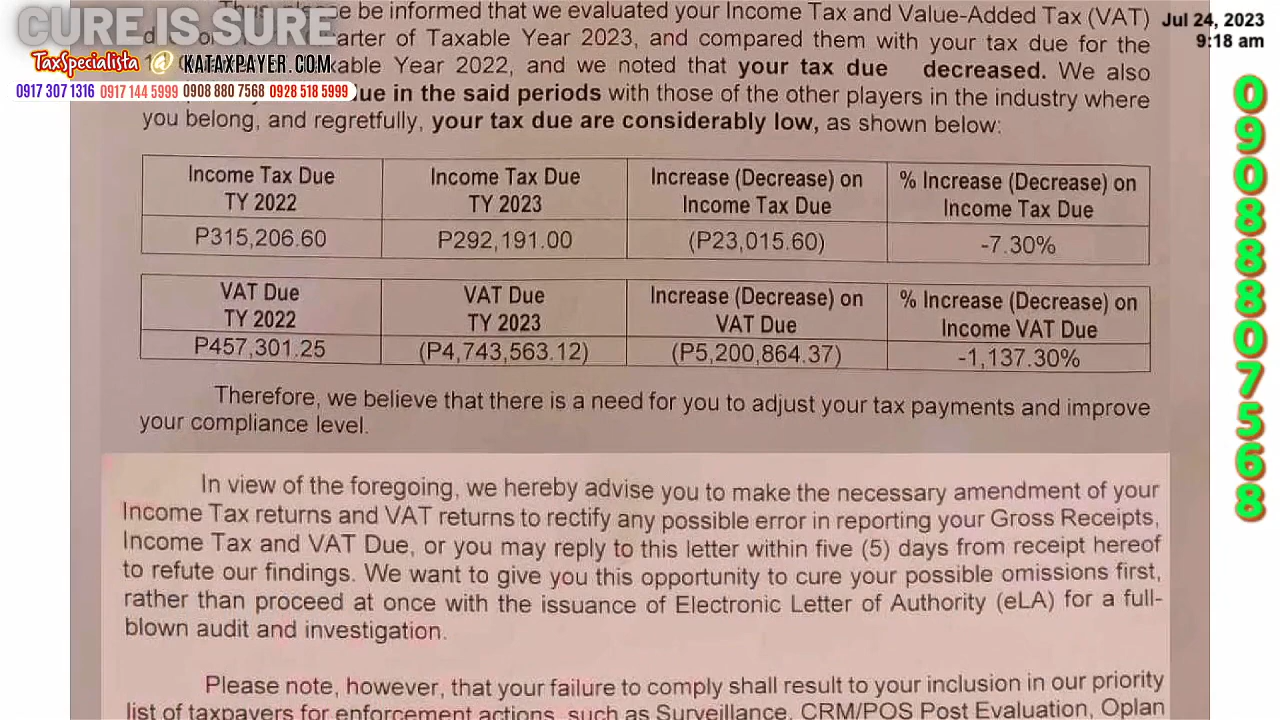 CURE IS SURE
TaxSpecialista @ KATAXPAYER.COM
0917 307 1316 0917 144 5999 0908 880 7568 0928 518 5999
Jul 24, 2023
9:18 am
be informed that we evaluated your Income Tax and Value-Added Tax (VAT)
of Taxable Year 2023, and compared them with your tax due for the
Year 2022, and we noted that your tax due decreased. We also
in the said periods with those of the other players in the industry where
you belong, and regretfully, your tax due are considerably low, as shown below:
Income Tax Due TY 2022
Income Tax Due TY 2023
Increase (Decrease) on Income Tax Due
% Increase (Decrease) on Income Tax Due
P315,206.60 P292,191.00 (P23,015.60) -7.30%
VAT Due TY 2022
VAT Due TY 2023
Increase (Decrease) on VAT Due
% Increase (Decrease) on Income VAT Due
P457,301.25 (P4,743,563.12) (P5,200,864.37) -1,137.30%
Therefore, we believe that there is a need for you to adjust your tax payments and improve
your compliance level.
In view of the foregoing, we hereby advise you to make the necessary amendment of your
Income Tax returns and VAT returns to rectify any possible error in reporting your Gross Receipts,
Income Tax and VAT Due, or you may reply to this letter within five (5) days from receipt hereof
to refute our findings. We want to give you this opportunity to cure your possible omissions first,
rather than proceed at once with the issuance of Electronic Letter of Authority (eLA) for a full-
blown audit and investigation.
Please note, however, that your failure to comply shall result to your inclusion in our priority
list of taxpayers for enforcement actions, such as Surveillance, CRM/POS Post Evaluation, Oplan
09088807568